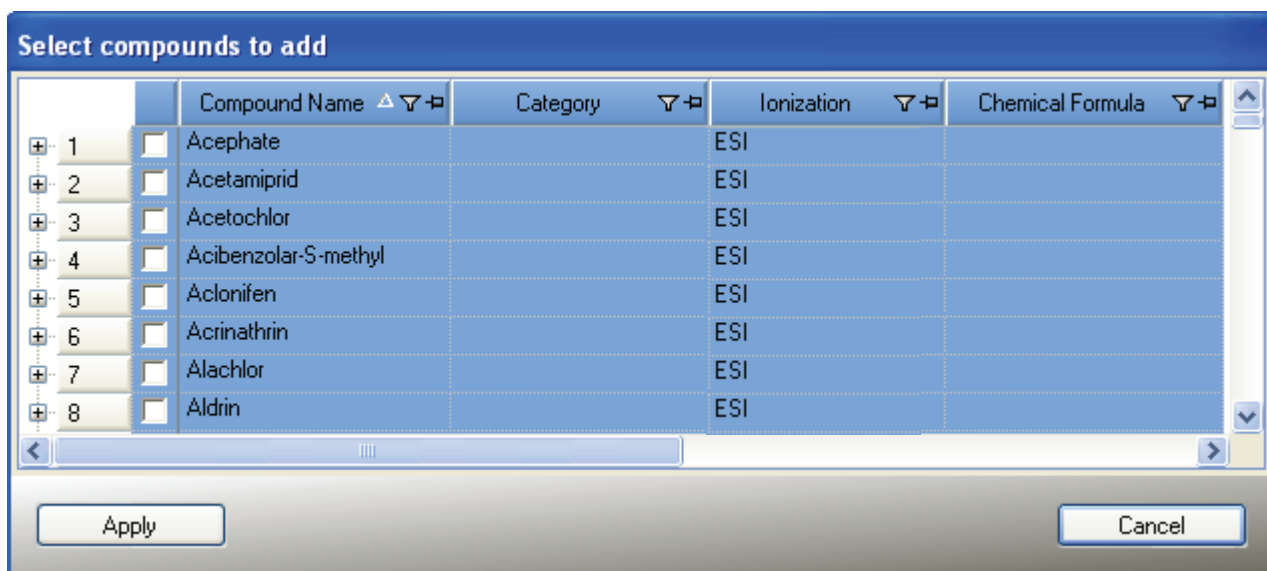 Select compounds to add
Compound Name Category Ionization Chemical Formula
1 Acephate ESI
2 Acetamiprid ESI
3 Acetochlor ESI
4 Acibenzolar-S-methyl ESI
5 Aclonifen ESI
6 Acrinathrin ESI
7 Alachlor ESI
8 Aldrin ESI
Apply Cancel